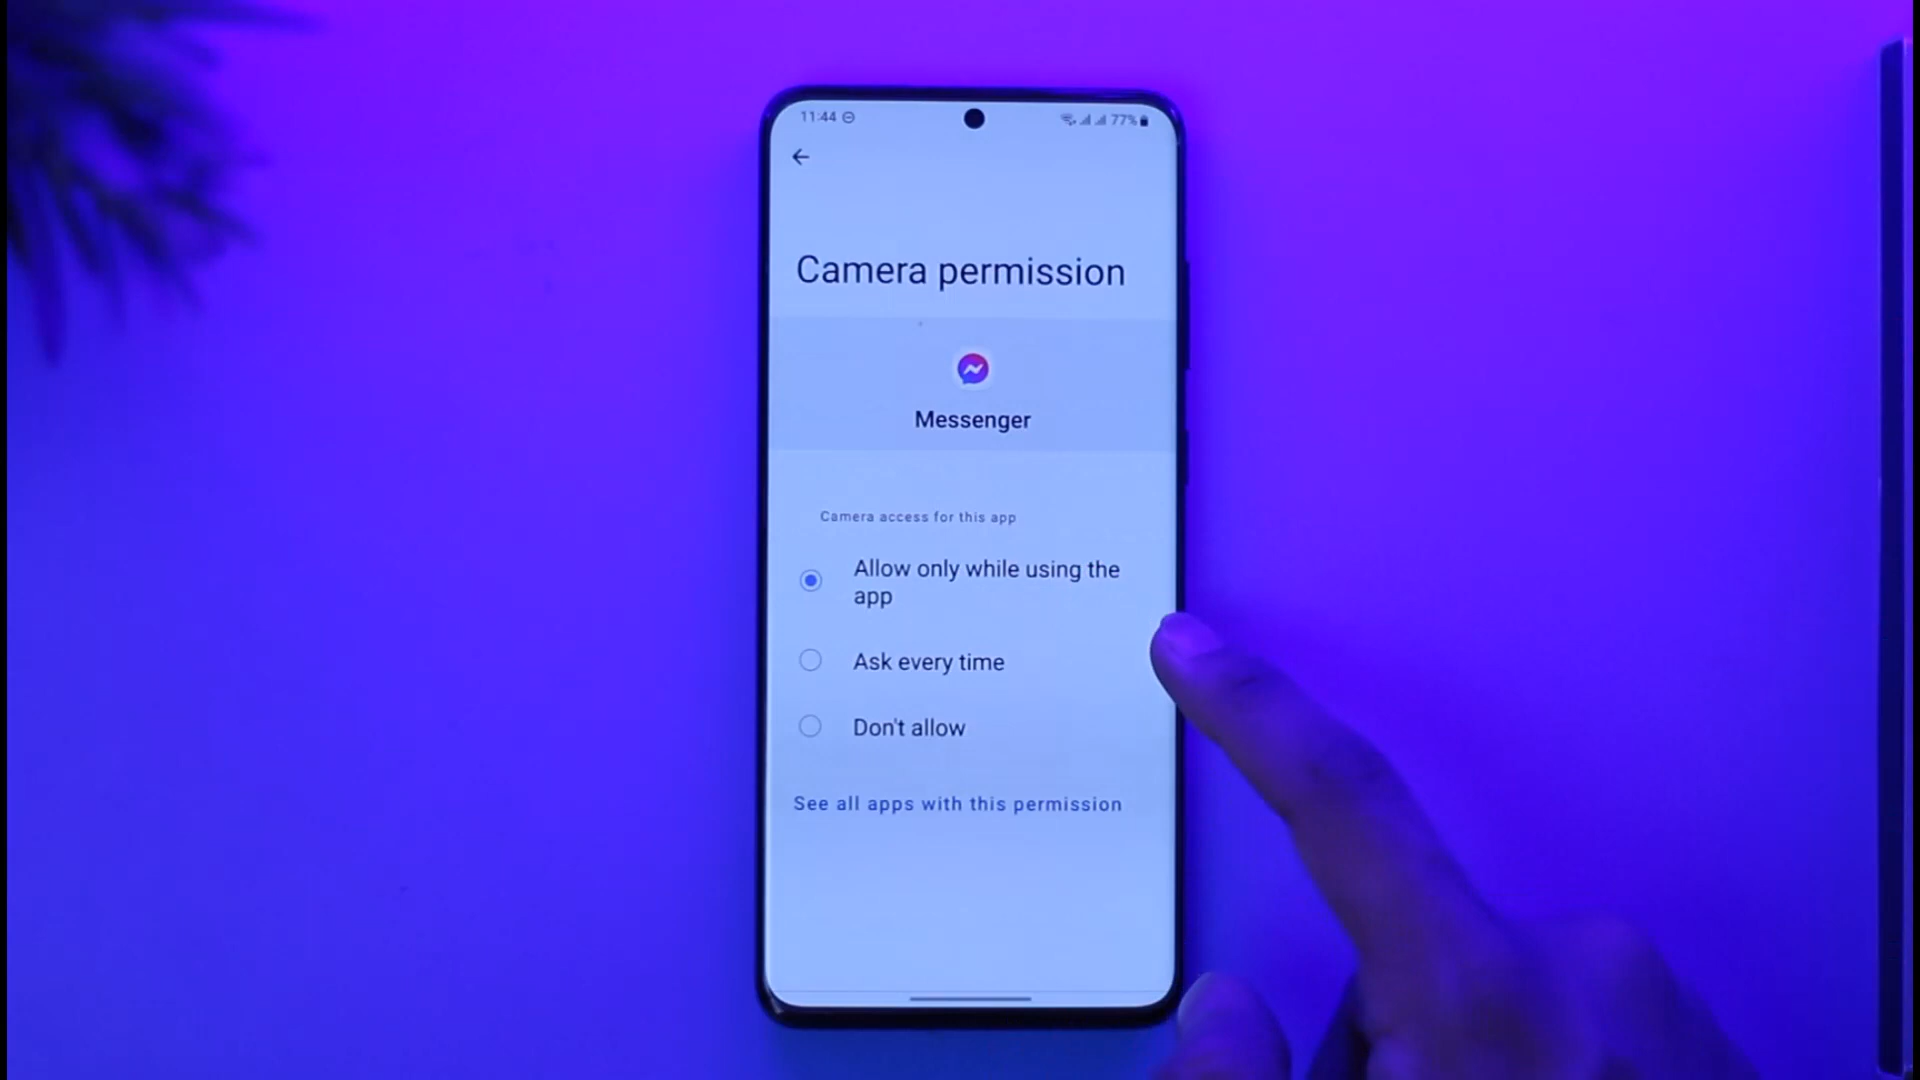 11:44 77%
Camera permission
Messenger
Camera access for this app
Allow only while using the
app
Ask every time
Don't allow
See all apps with this permission